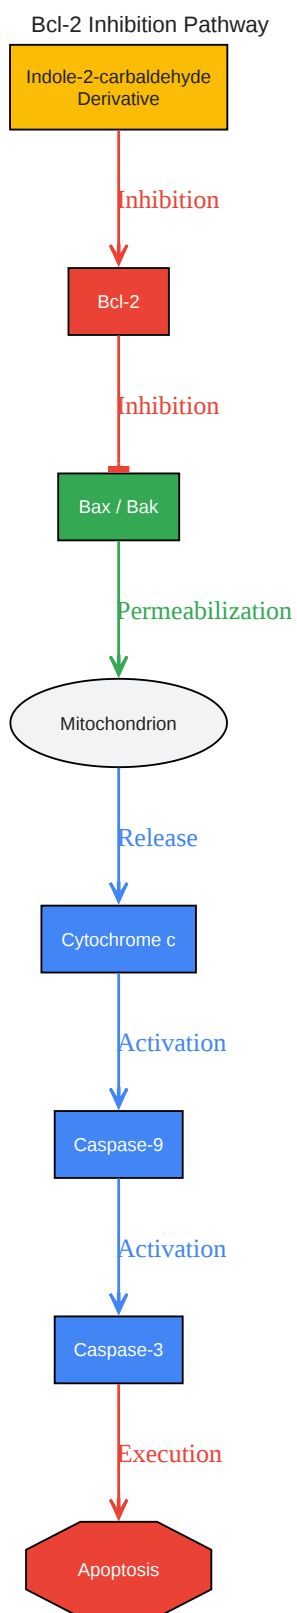 Bcl-2 Inhibition Pathway
Indole-2-carbaldehyde
Derivative
Inhibition
Bcl-2
Inhibition
Bax / Bak
Permeabilization
Mitochondrion
Release
Cytochrome c
Activation
Caspase-9
Activation
Caspase-3
Execution
Apoptosis